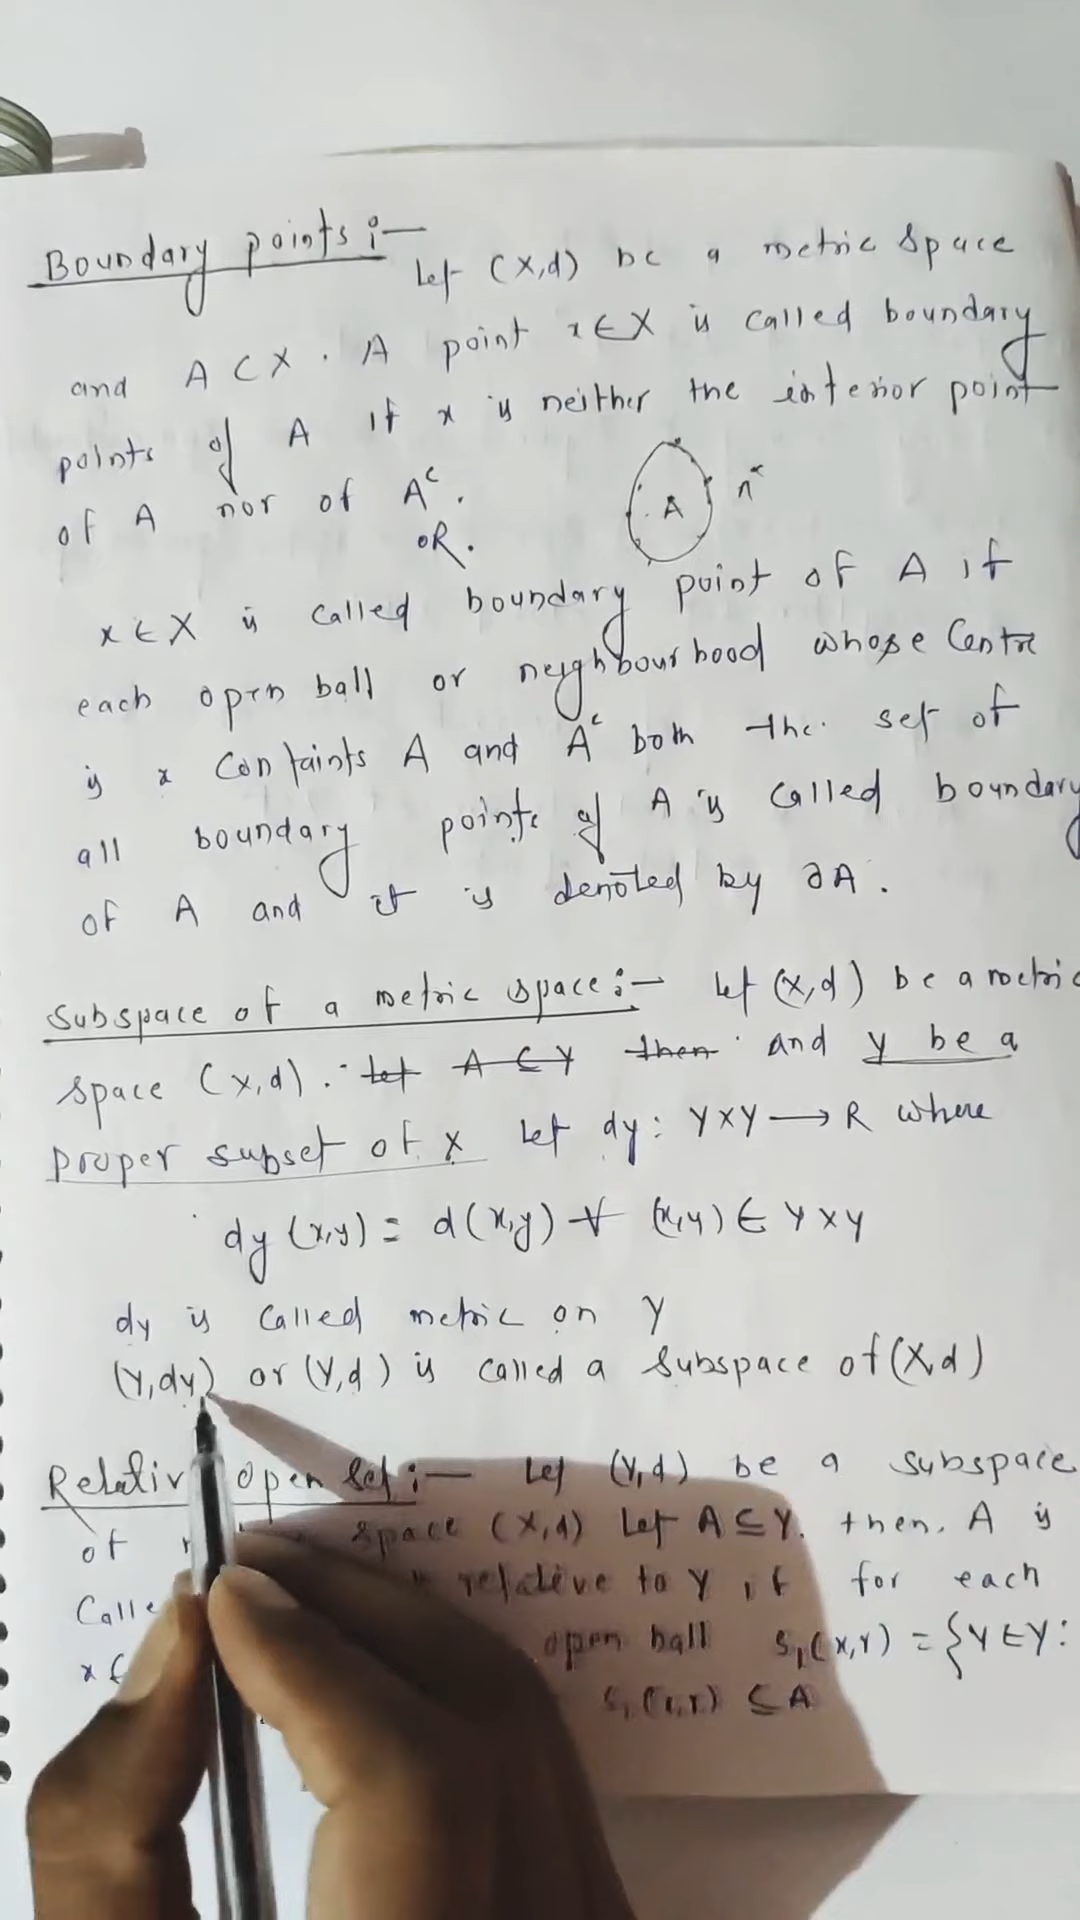 Boundary points :—
Let (X,d) be a metric space
and A ⊂ X . A point x ∈ X is called boundary
points of A if x is neither the interior point
of A nor of Aᶜ.
A
OR.
x ∈ X is called boundary point of A if
each open ball or neighbourhood whose Centre
is x Containts A and Aᶜ both the set of
all boundary points of A is called boundary
of A and it is denoted by ∂A .
Subspace of a metric space :— Let (X,d) be a metric
space (X,d) . Let A ⊆ Y then and Y be a
proper subset of X Let dy : Y×Y → R where
dy (x,y) = d(x,y) ∀ (x,y) ∈ Y×Y
dy is called metric on Y
(Y,dy) or (Y,d) is called a subspace of (X,d)
Relativ open set :— Let (Y,d) be a subspace
of space (X,d) Let A ⊆ Y. then. A is
Calle relative to Y if for each
x ∈ open ball S₁(x,r) = {Y ∈ Y :
S₁(x,r) ⊆ A